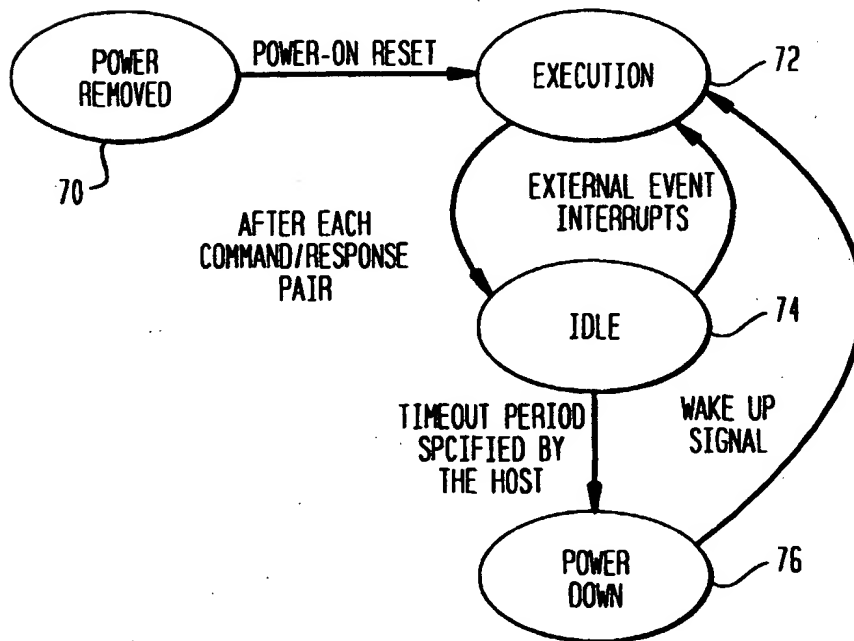 POWER
REMOVED
70
POWER-ON RESET
EXECUTION
72
AFTER EACH
COMMAND/RESPONSE
PAIR
EXTERNAL EVENT
INTERRUPTS
IDLE
74
TIMEOUT PERIOD
SPCIFIED BY
THE HOST
WAKE UP
SIGNAL
POWER
DOWN
76